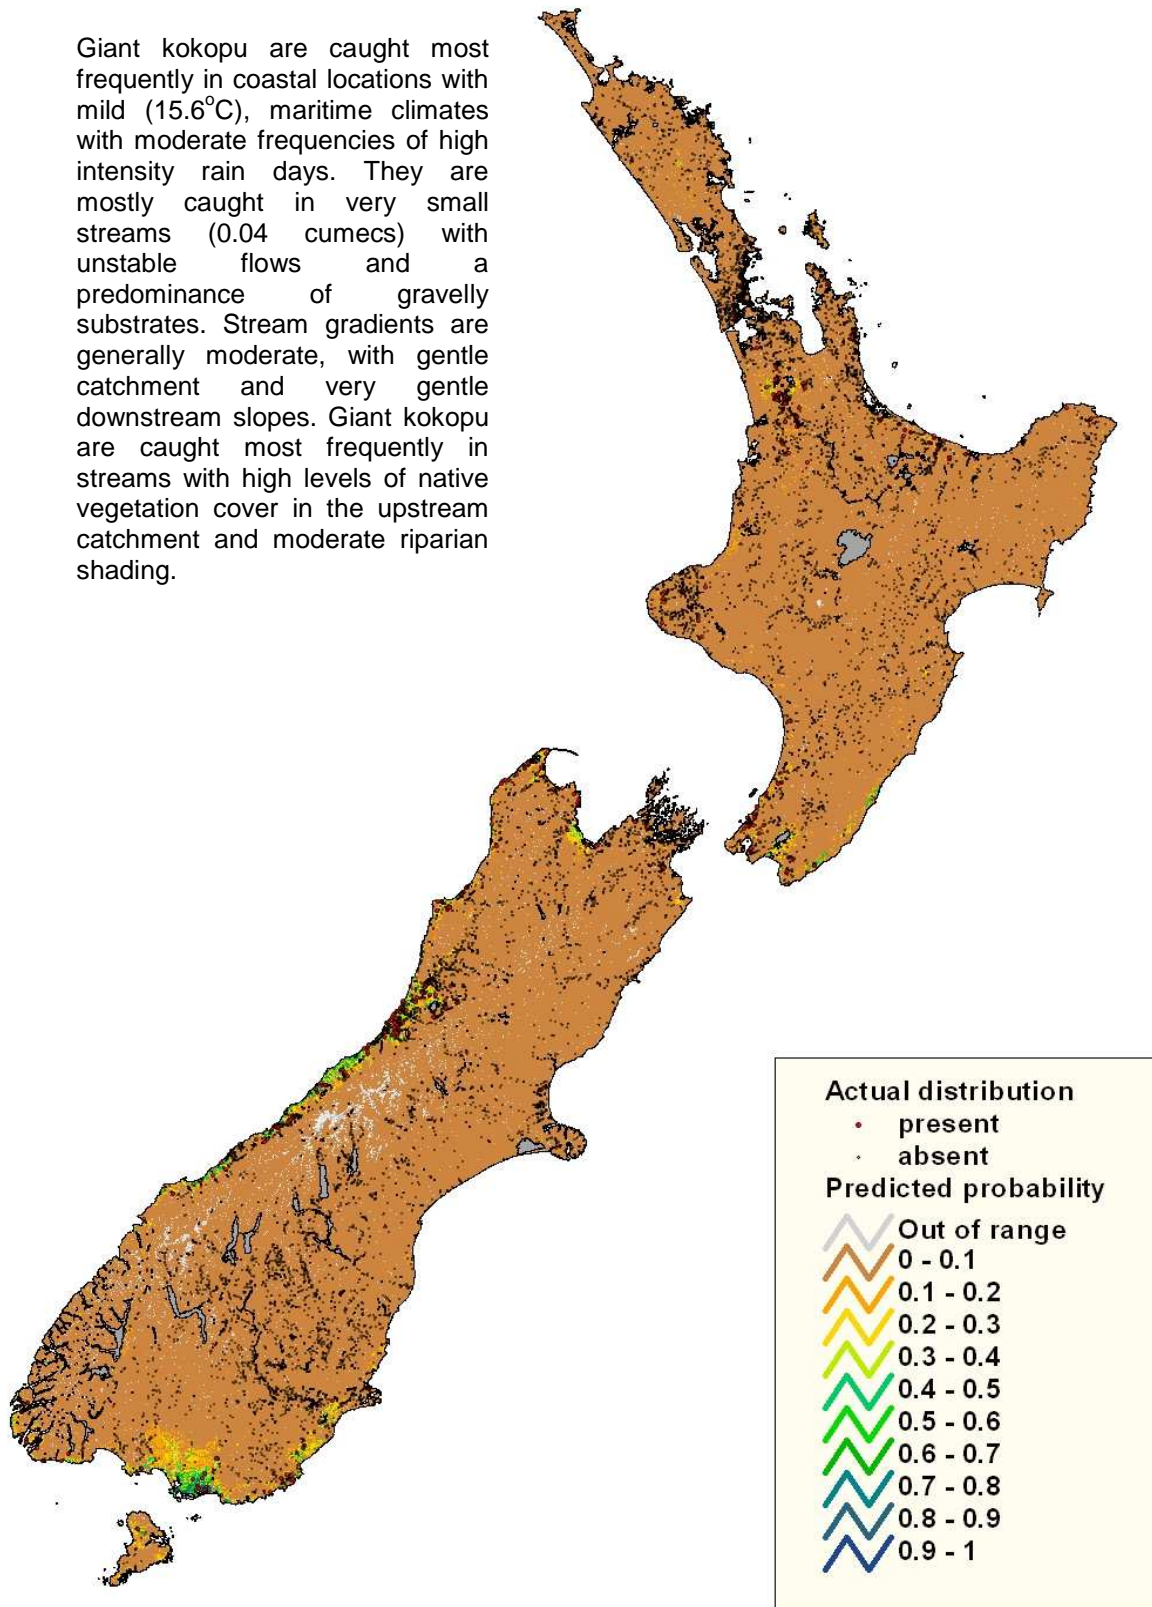 Giant kokopu are caught most
frequently in coastal locations with
mild (15.6°C), maritime climates
with moderate frequencies of high
intensity rain days. They are
mostly caught in very small
streams (0.04 cumecs) with
unstable flows and a
predominance of gravelly
substrates. Stream gradients are
generally moderate, with gentle
catchment and very gentle
downstream slopes. Giant kokopu
are caught most frequently in
streams with high levels of native
vegetation cover in the upstream
catchment and moderate riparian
shading.
Actual distribution
present
absent
Predicted probability
Out of range
0 - 0.1
0.1 - 0.2
0.2 - 0.3
0.3 - 0.4
0.4 - 0.5
0.5 - 0.6
0.6 - 0.7
0.7 - 0.8
0.8 - 0.9
0.9 - 1